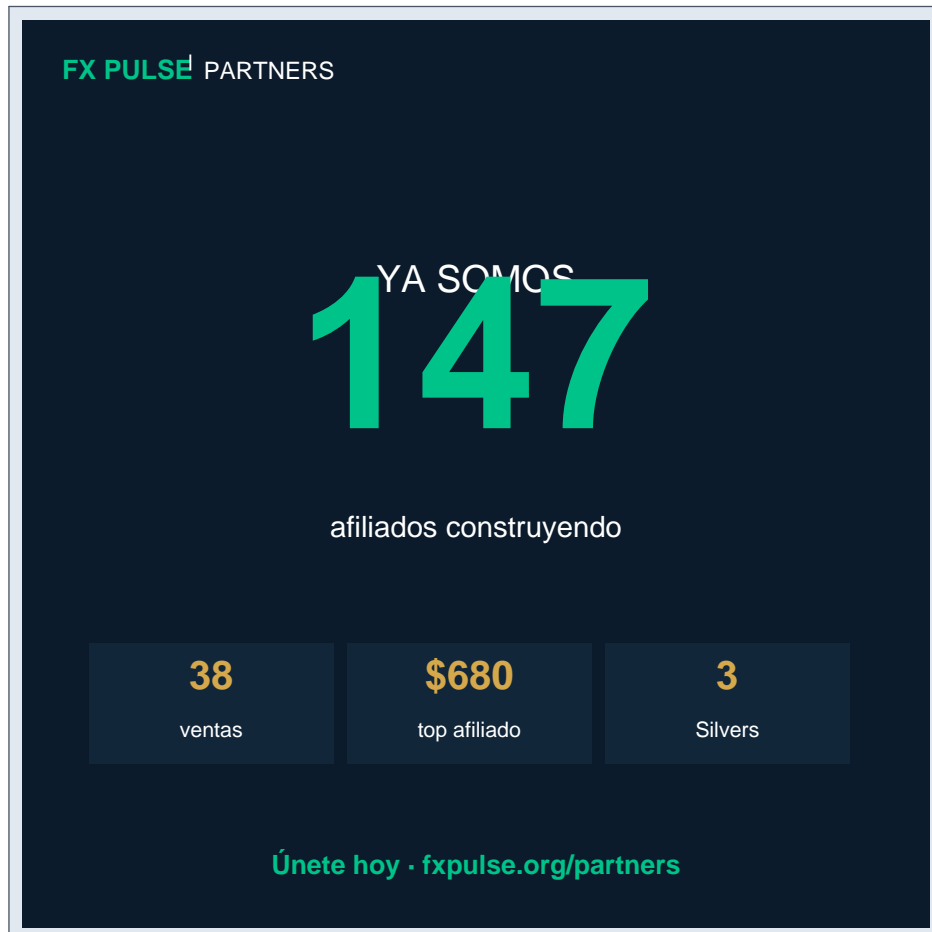 FX PULSE | PARTNERS
YA SOMOS
147
afiliados construyendo
38
ventas
$680
top afiliado
3
Silvers
Únete hoy · fxpulse.org/partners